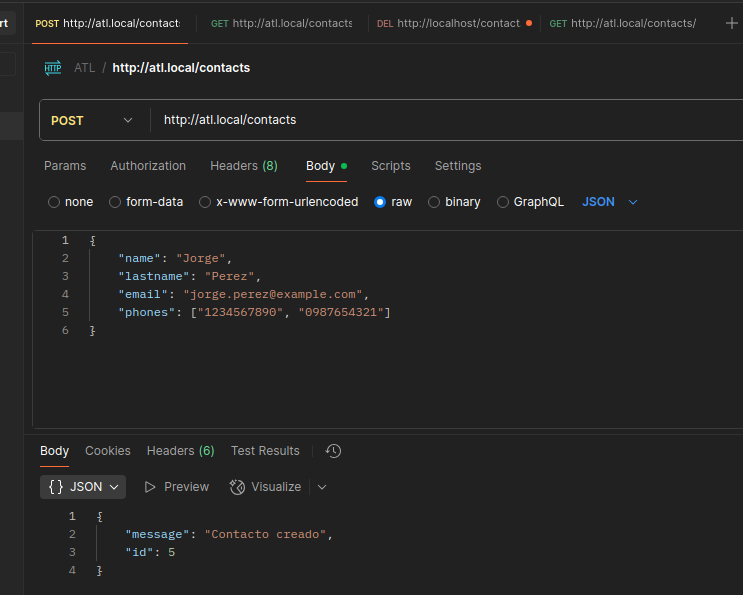 rt POST http://atl.local/contact GET http://atl.local/contacts DEL http://localhost/contact GET http://atl.local/contacts/ +
HTTP ATL / http://atl.local/contacts
POST http://atl.local/contacts
Params Authorization Headers (8) Body Scripts Settings
none form-data x-www-form-urlencoded raw binary GraphQL JSON
1 {
2 "name": "Jorge",
3 "lastname": "Perez",
4 "email": "jorge.perez@example.com",
5 "phones": ["1234567890", "0987654321"]
6 }
Body Cookies Headers (6) Test Results
{} JSON Preview Visualize
1 {
2 "message": "Contacto creado",
3 "id": 5
4 }